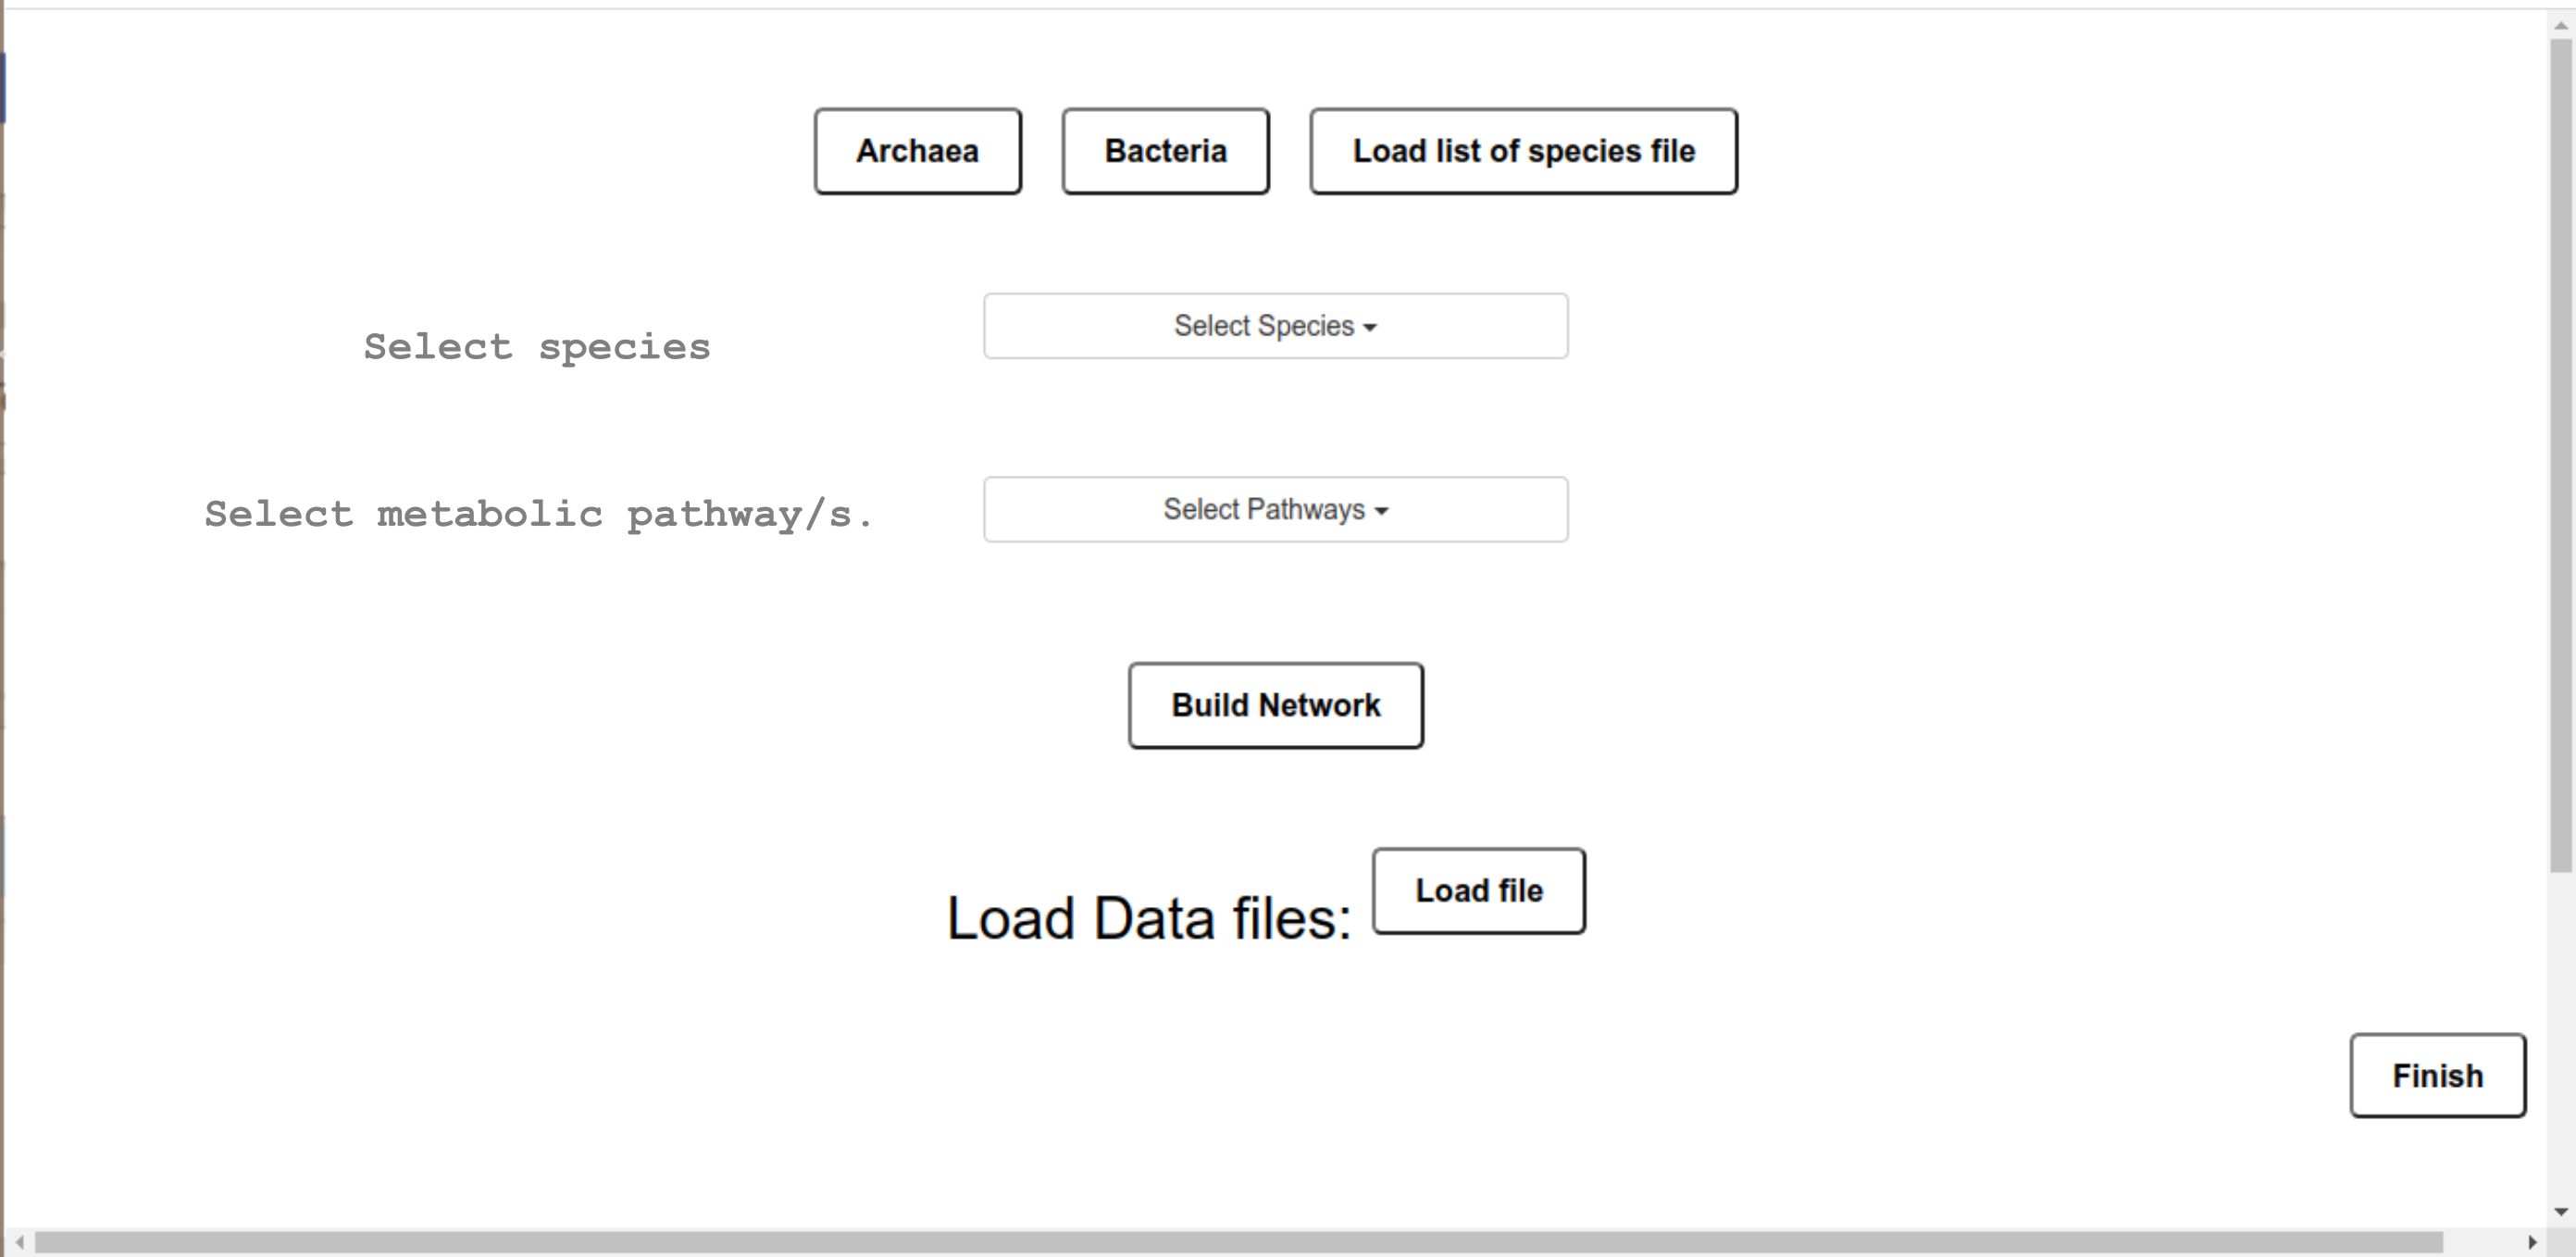 Archaea
Bacteria
Load list of species file
Select species
Select Species
Select metabolic pathway/s.
Select Pathways
Build Network
Load Data files:
Load file
Finish